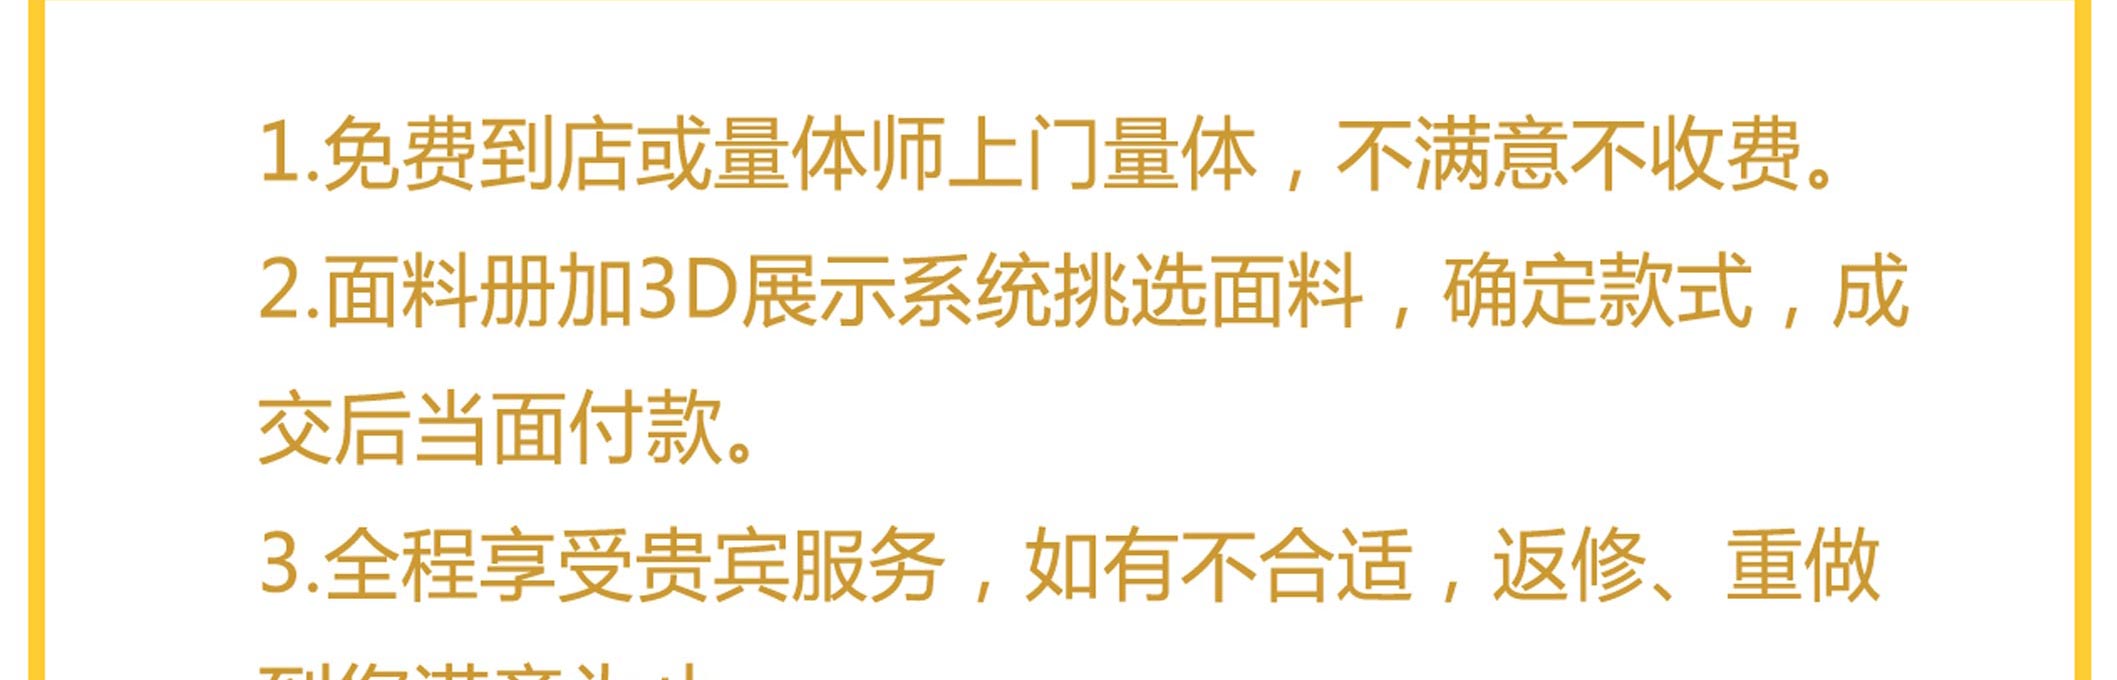 1.免费到店或量体师上门量体，不满意不收费。
2.面料册加3D展示系统挑选面料，确定款式，成
交后当面付款。
3.全程享受贵宾服务，如有不合适，返修、重做